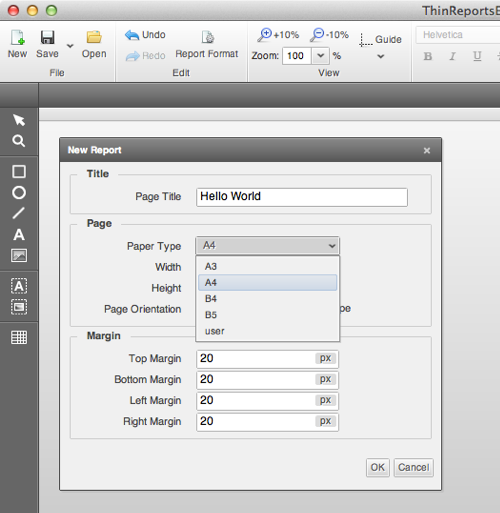 ThinReportsE
New Save Open
File
Undo
Redo
Report Format
Edit
+10% -10%
Zoom: 100 %
Guide
View
Helvetica
B I U
A
A
New Report ×
Title
Page Title Hello World
Page
Paper Type A4
Width A3
A4
Height B4
B5
Page Orientation pe
user
Margin
Top Margin 20 px
Bottom Margin 20 px
Left Margin 20 px
Right Margin 20 px
OK Cancel